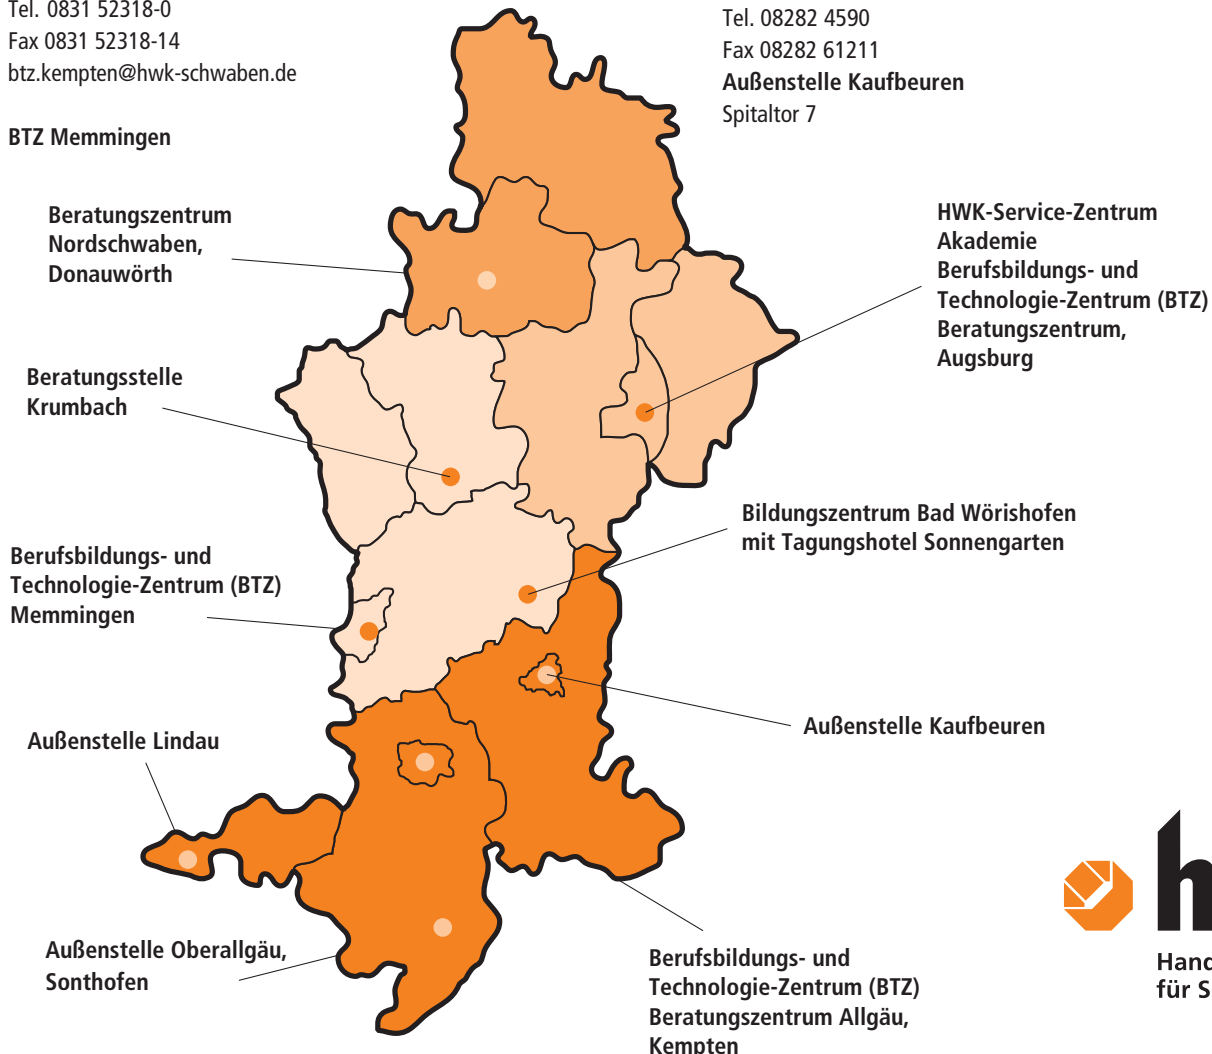 Tel. 0831 52318-0
Fax 0831 52318-14
btz.kempten@hwk-schwaben.de
BTZ Memmingen
Tel. 08282 4590
Fax 08282 61211
Außenstelle Kaufbeuren
Spitaltor 7
Beratungszentrum
Nordschwaben,
Donauwörth
HWK-Service-Zentrum
Akademie
Berufsbildungs- und
Technologie-Zentrum (BTZ)
Beratungszentrum,
Augsburg
Beratungsstelle
Krumbach
Bildungszentrum Bad Wörishofen
mit Tagungshotel Sonnengarten
Berufsbildungs- und
Technologie-Zentrum (BTZ)
Memmingen
Außenstelle Kaufbeuren
Außenstelle Lindau
Außenstelle Oberallgäu,
Sonthofen
Berufsbildungs- und
Technologie-Zentrum (BTZ)
Beratungszentrum Allgäu,
Kempten
h
Hand
für S